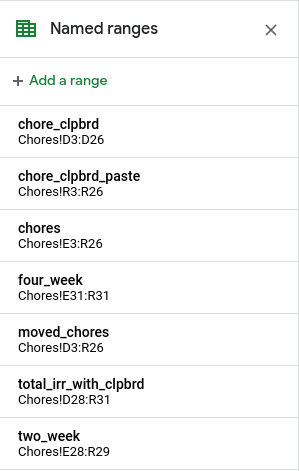 Named ranges
+ Add a range
chore_clpbrd
Chores!D3:D26
chore_clpbrd_paste
Chores!R3:R26
chores
Chores!E3:R26
four_week
Chores!E31:R31
moved_chores
Chores!D3:R26
total_irr_with_clpbrd
Chores!D28:R31
two_week
Chores!E28:R29